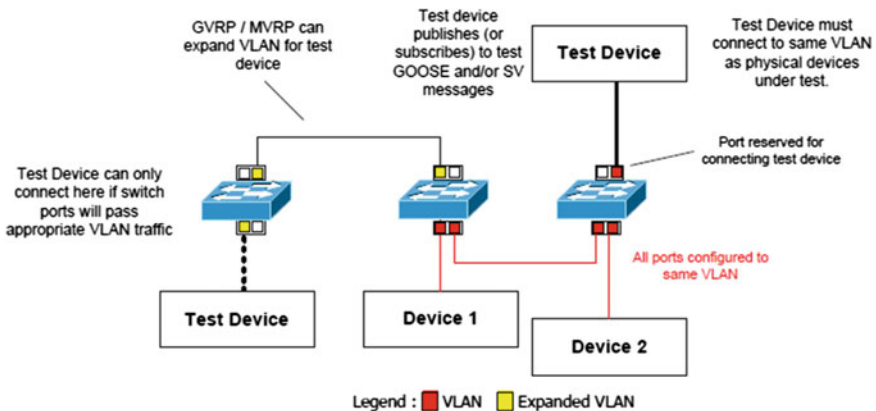 GVRP / MVRP can
expand VLAN for test
device
Test device
publishes (or
subscribes) to test
GOOSE and/or SV
messages
Test Device
Test Device must
connect to same VLAN
as physical devices
under test.
Port reserved for
connecting test device
Test Device can only
connect here if switch
ports will pass
appropriate VLAN traffic
All ports configured to
same VLAN
Test Device
Device 1
Device 2
Legend : VLAN Expanded VLAN